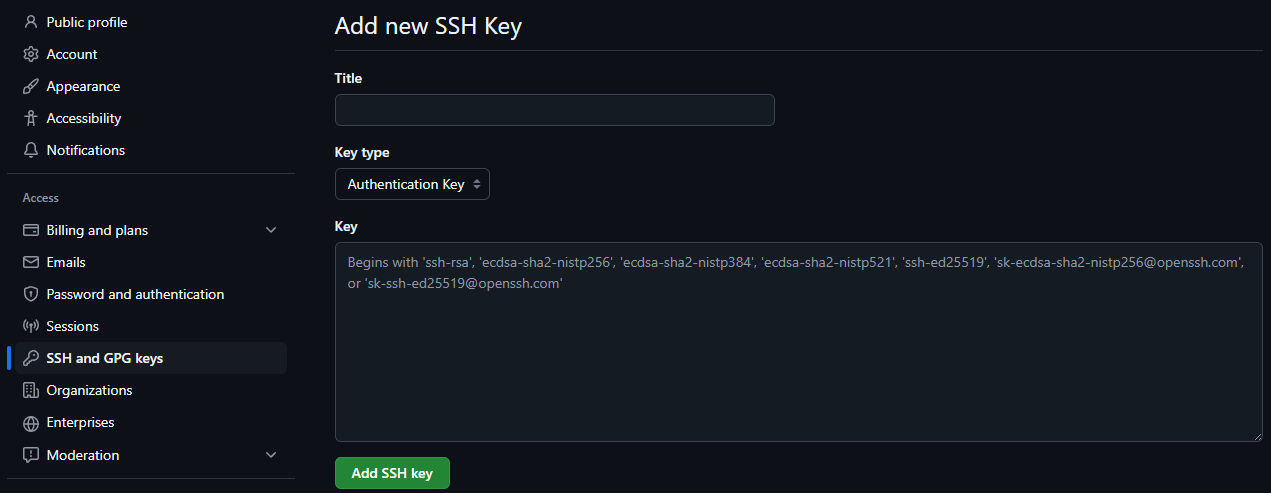 Public profile
Account
Appearance
Accessibility
Notifications
Access
Billing and plans
Emails
Password and authentication
Sessions
SSH and GPG keys
Organizations
Enterprises
Moderation
Add new SSH Key
Title
Key type
Authentication Key
Key
Begins with 'ssh-rsa', 'ecdsa-sha2-nistp256', 'ecdsa-sha2-nistp384', 'ecdsa-sha2-nistp521', 'ssh-ed25519', 'sk-ecdsa-sha2-nistp256@openssh.com',
or 'sk-ssh-ed25519@openssh.com'
Add SSH key